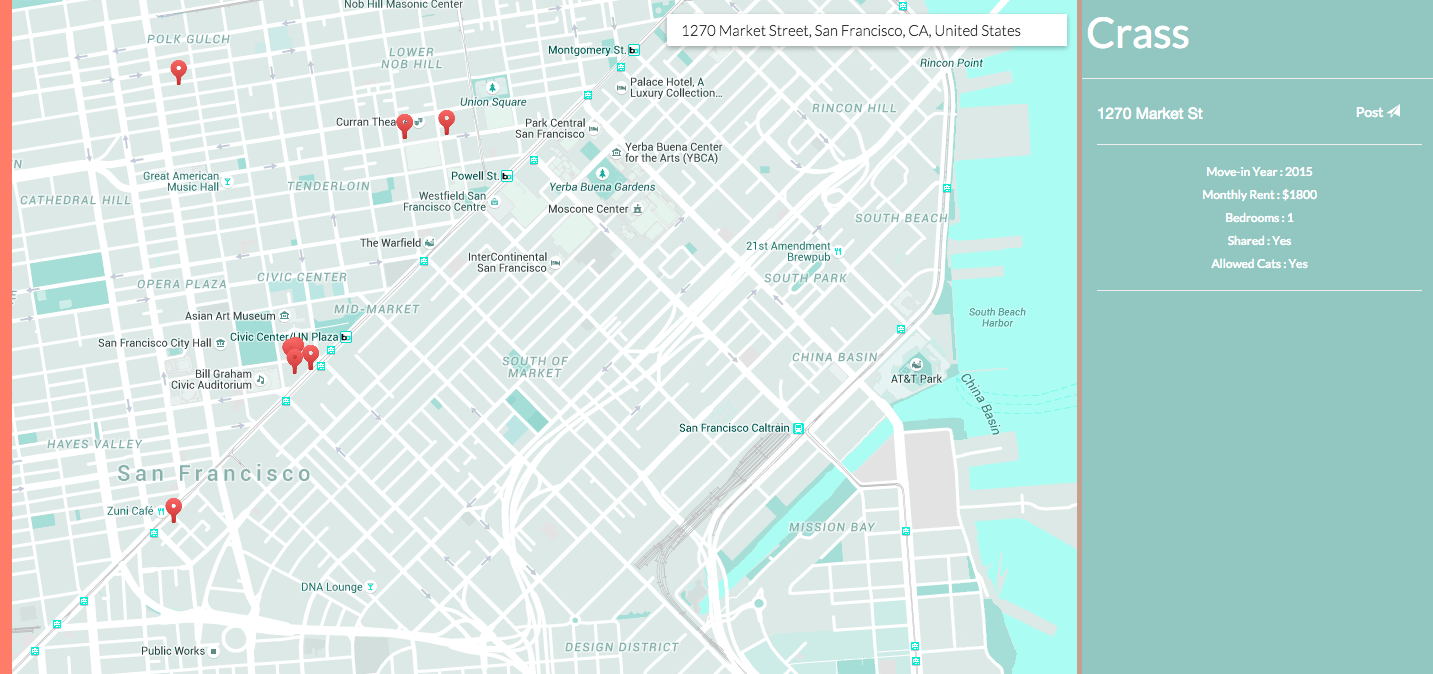 Nob Hill Masonic Center
POLK GULCH
LOWER
NOB HILL
Montgomery St.
1270 Market Street, San Francisco, CA, United States
Rincon Point
Palace Hotel, A
Luxury Collection...
Union Square
RINCON HILL
Curran Thea
Park Central
San Francisco
Yerba Buena Center
for the Arts (YBCA)
Great American
Music Hall
TENDERLOIN
Powell St.
Yerba Buena Gardens
CATHEDRAL HILL
Westfield San
Francisco Centre
Moscone Center
SOUTH BEACH
The Warfield
InterContinental
San Francisco
21st Amendment
Brewpub
SOUTH PARK
CIVIC CENTER
OPERA PLAZA
MID-MARKET
Asian Art Museum
South Beach
Harbor
San Francisco City Hall
Civic Center/UN Plaza
SOUTH OF
MARKET
CHINA BASIN
Bill Graham
Civic Auditorium
AT&T Park
China Basin
San Francisco Caltrain
HAYES VALLEY
San Francisco
Zuni Café
MISSION BAY
DNA Lounge
Public Works
DESIGN DISTRICT
Crass
1270 Market St
Post
Move-in Year : 2015
Monthly Rent : $1800
Bedrooms : 1
Shared : Yes
Allowed Cats : Yes